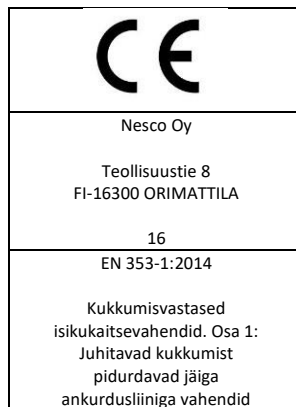 CE
Nesco Oy
Teollisuustie 8
FI-16300 ORIMATTILA
16
EN 353-1:2014
Kukkumisvastased
isikukaitsevahendid. Osa 1:
Juhitavad kukkumist
pidurdavad jäiga
ankurdusliiniga vahendid